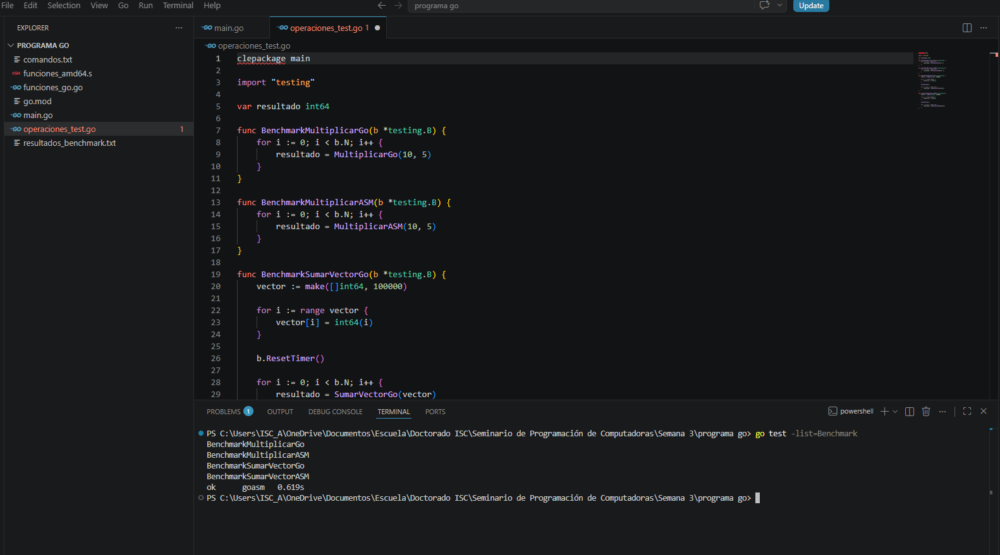 File Edit Selection View Go Run Terminal Help
programa go
Update
EXPLORER
PROGRAMA GO
comandos.txt
ASM funciones_amd64.s
GO funciones_go.go
go.mod
GO main.go
GO operaciones_test.go 1
resultados_benchmark.txt
GO main.go
GO operaciones_test.go 1
GO operaciones_test.go
1 clepackage main
2
3 import "testing"
4
5 var resultado int64
6
7 func BenchmarkMultiplicarGo(b *testing.B) {
8 for i := 0; i < b.N; i++ {
9 resultado = MultiplicarGo(10, 5)
10 }
11 }
12
13 func BenchmarkMultiplicarASM(b *testing.B) {
14 for i := 0; i < b.N; i++ {
15 resultado = MultiplicarASM(10, 5)
16 }
17 }
18
19 func BenchmarkSumarVectorGo(b *testing.B) {
20 vector := make([]int64, 100000)
21
22 for i := range vector {
23 vector[i] = int64(i)
24 }
25
26 b.ResetTimer()
27
28 for i := 0; i < b.N; i++ {
29 resultado = SumarVectorGo(vector)
PROBLEMS 1 OUTPUT DEBUG CONSOLE TERMINAL PORTS
powershell
PS C:\Users\ISC_A\OneDrive\Documentos\Escuela\Doctorado ISC\Seminario de Programación de Computadoras\Semana 3\programa go> go test -list=Benchmark
BenchmarkMultiplicarGo
BenchmarkMultiplicarASM
BenchmarkSumarVectorGo
BenchmarkSumarVectorASM
ok goasm 0.619s
PS C:\Users\ISC_A\OneDrive\Documentos\Escuela\Doctorado ISC\Seminario de Programación de Computadoras\Semana 3\programa go>